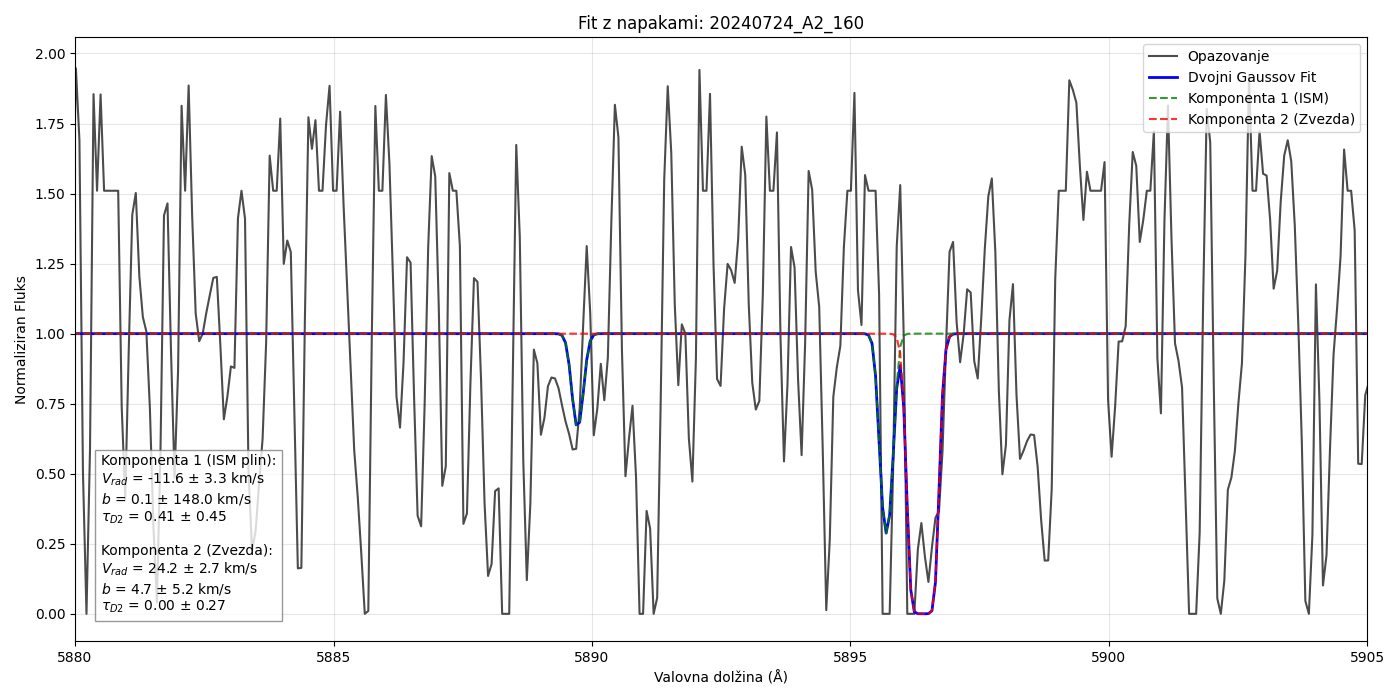 Fit z napakami: 20240724_A2_160
Opazovanje
Dvojni Gaussov Fit
Komponenta 1 (ISM)
Komponenta 2 (Zvezda)
Normaliziran Fluks
2.00
1.75
1.50
1.25
1.00
0.75
0.50
0.25
0.00
Komponenta 1 (ISM plin):
V_rad = -11.6 ± 3.3 km/s
b = 0.1 ± 148.0 km/s
τ_D2 = 0.41 ± 0.45
Komponenta 2 (Zvezda):
V_rad = 24.2 ± 2.7 km/s
b = 4.7 ± 5.2 km/s
τ_D2 = 0.00 ± 0.27
5880
5885
5890
5895
5900
5905
Valovna dolžina (Å)